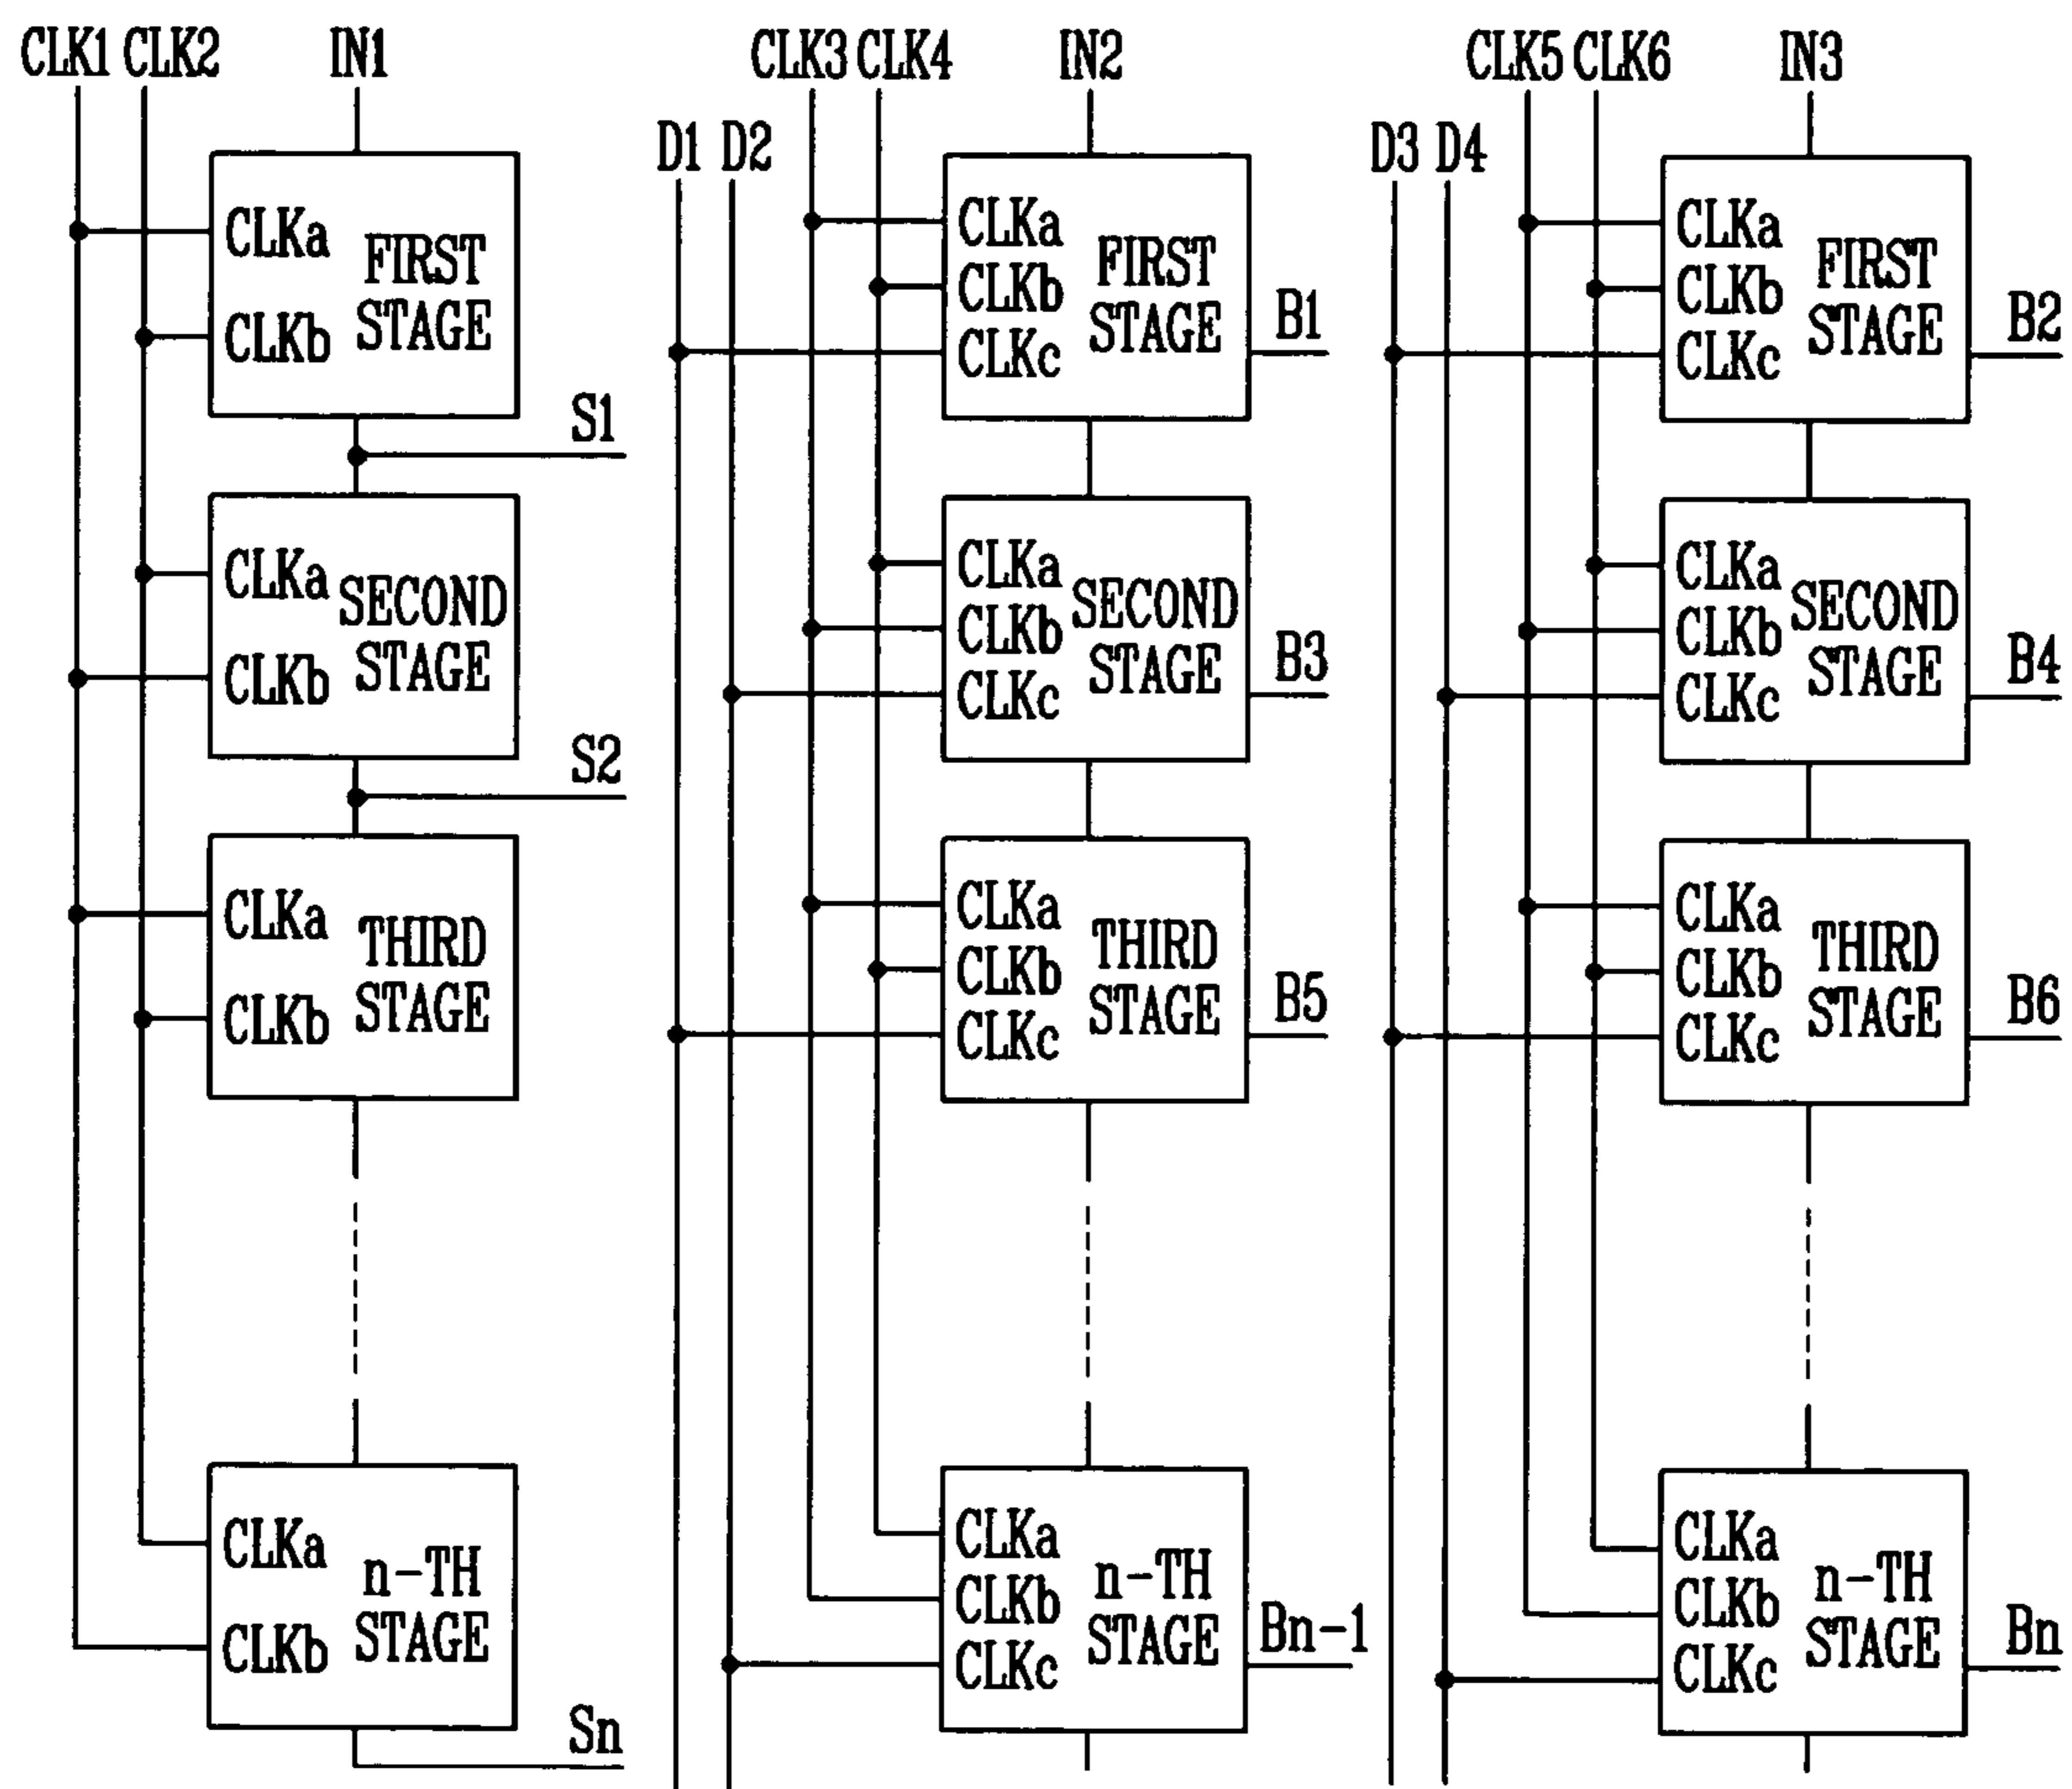 CLK1 CLK2 IN1
CLKa
FIRST
STAGE
CLKb
S1
CLKa
SECOND
STAGE
CLKb
S2
CLKa
THIRD
STAGE
CLKb
CLKa
n-TH
STAGE
CLKb
Sn
CLK3 CLK4 IN2
D1 D2
CLKa
CLKb
CLKc
FIRST
STAGE
B1
CLKa
CLKb
CLKc
SECOND
STAGE
B3
CLKa
CLKb
CLKc
THIRD
STAGE
B5
CLKa
CLKb
CLKc
n-TH
STAGE
Bn-1
CLK5 CLK6 IN3
D3 D4
CLKa
CLKb
CLKc
FIRST
STAGE
B2
CLKa
CLKb
CLKc
SECOND
STAGE
B4
CLKa
CLKb
CLKc
THIRD
STAGE
B6
CLKa
CLKb
CLKc
n-TH
STAGE
Bn